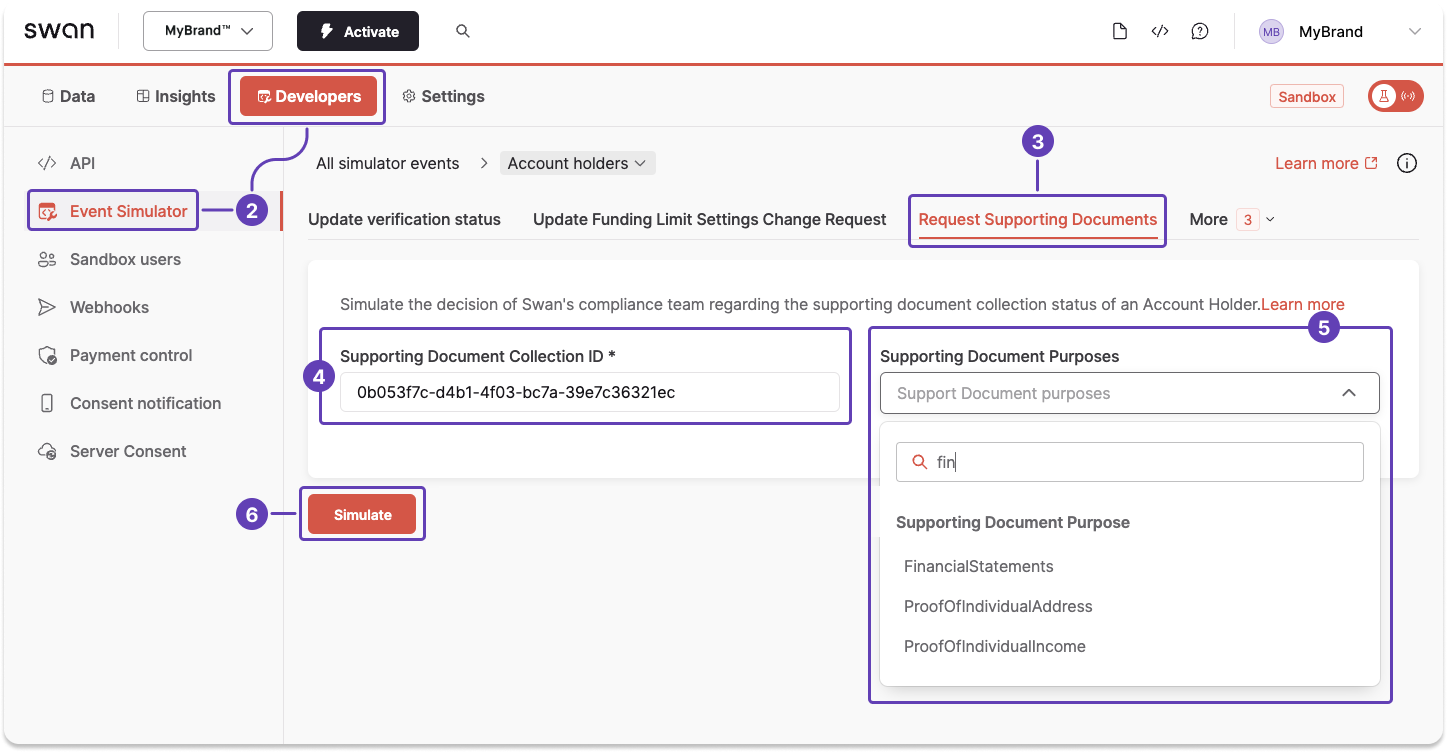 swan
MyBrand™
Activate
MB
MyBrand
Data
Insights
Developers
Settings
Sandbox
3
API
All simulator events
Account holders
Learn more
Event Simulator
2
Update verification status
Update Funding Limit Settings Change Request
Request Supporting Documents
More 3
Sandbox users
Webhooks
Simulate the decision of Swan's compliance team regarding the supporting document collection status of an Account Holder.Learn more
5
Payment control
Supporting Document Collection ID *
Supporting Document Purposes
4
0b053f7c-d4b1-4f03-bc7a-39e7c36321ec
Support Document purposes
Consent notification
Server Consent
fin
6
Simulate
Supporting Document Purpose
FinancialStatements
ProofOfIndividualAddress
ProofOfIndividualIncome